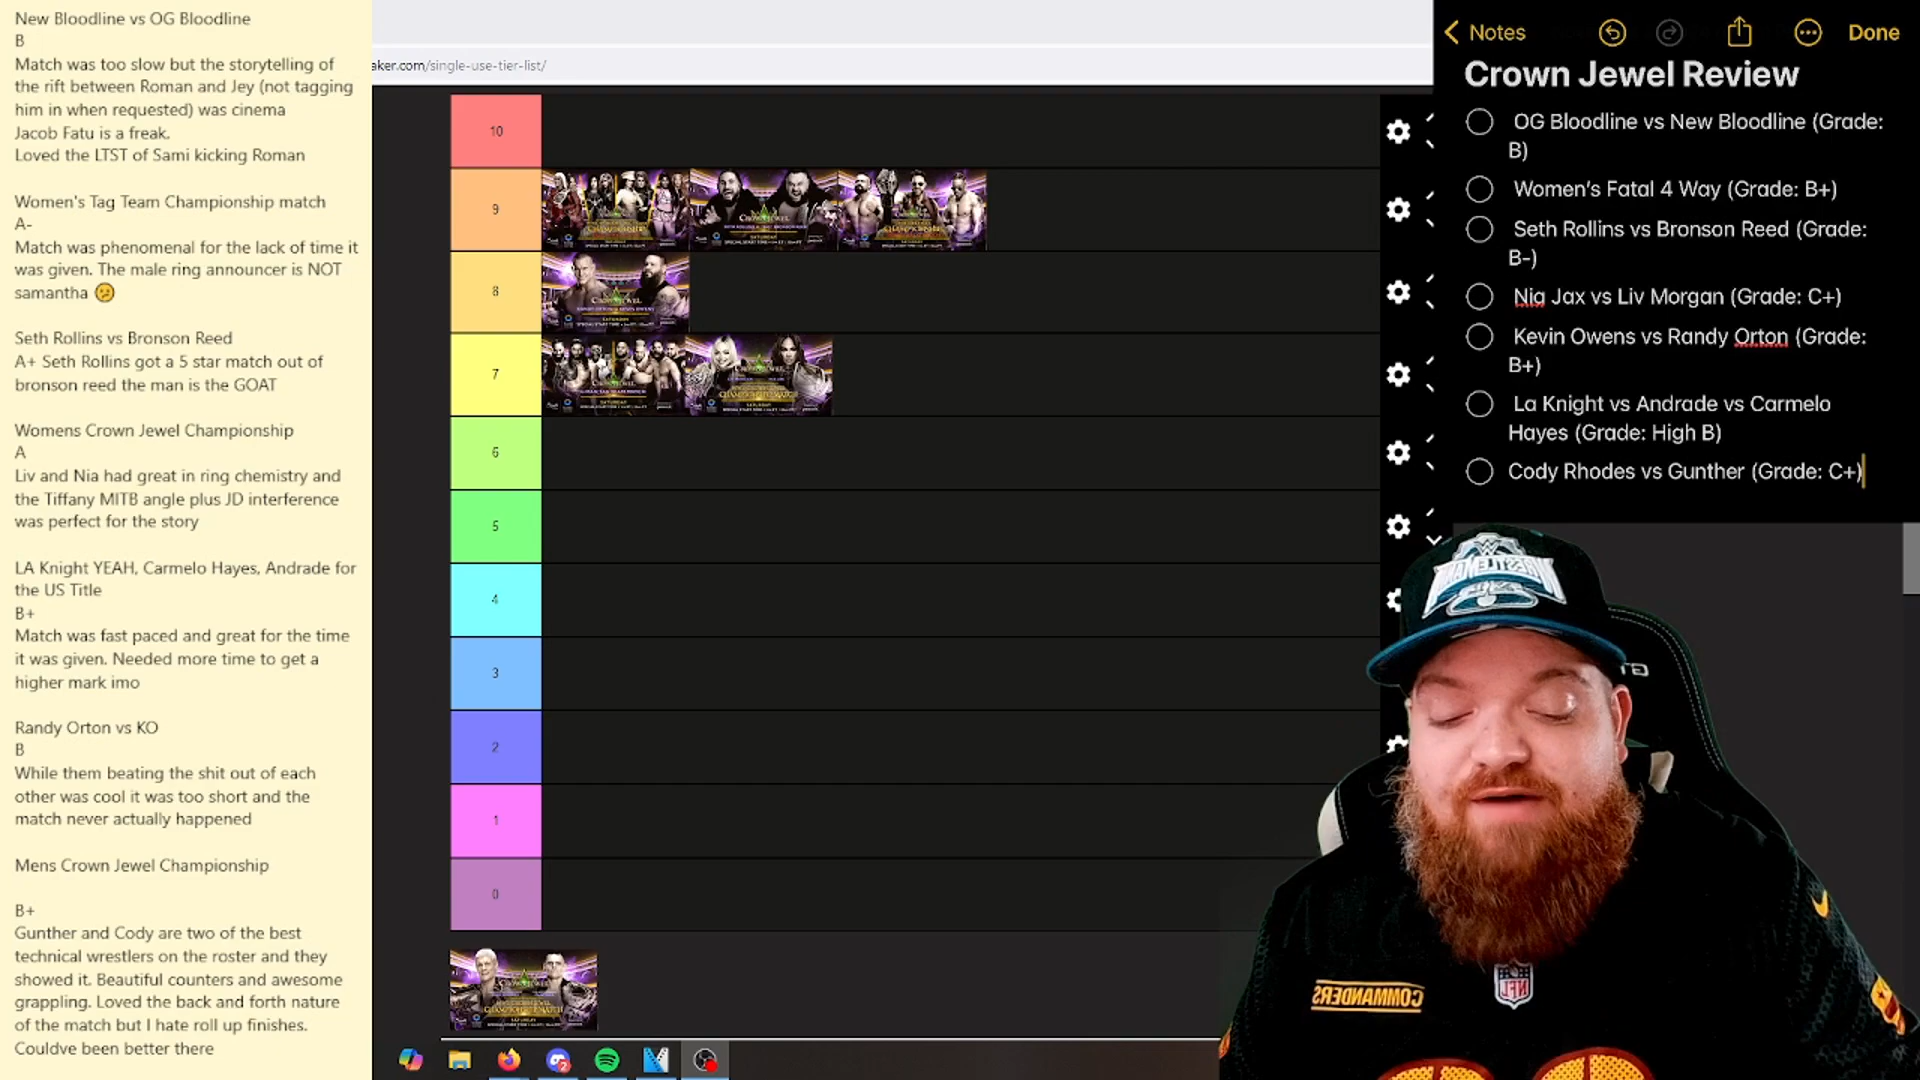 New Bloodline vs OG Bloodline
B
Match was too slow but the storytelling of
the rift between Roman and Jey (not tagging
him in when requested) was cinema
Jacob Fatu is a freak.
Loved the LTST of Sami kicking Roman
Women's Tag Team Championship match
A-
Match was phenomenal for the lack of time it
was given. The male ring announcer is NOT
samantha 😕
Seth Rollins vs Bronson Reed
A+ Seth Rollins got a 5 star match out of
bronson reed the man is the GOAT
Womens Crown Jewel Championship
A
Liv and Nia had great in ring chemistry and
the Tiffany MITB angle plus JD interference
was perfect for the story
LA Knight YEAH, Carmelo Hayes, Andrade for
the US Title
B+
Match was fast paced and great for the time
it was given. Needed more time to get a
higher mark imo
Randy Orton vs KO
B
While them beating the shit out of each
other was cool it was too short and the
match never actually happened
Mens Crown Jewel Championship
B+
Gunther and Cody are two of the best
technical wrestlers on the roster and they
showed it. Beautiful counters and awesome
grappling. Loved the back and forth nature
of the match but I hate roll up finishes.
Couldve been better there
aker.com/single-use-tier-list/
10
9
8
7
6
5
4
3
2
1
0
Notes
Done
Crown Jewel Review
OG Bloodline vs New Bloodline (Grade:
B)
Women's Fatal 4 Way (Grade: B+)
Seth Rollins vs Bronson Reed (Grade:
B-)
Nig Jax vs Liv Morgan (Grade: C+)
Kevin Owens vs Randy Orton (Grade:
B+)
La Knight vs Andrade vs Carmelo
Hayes (Grade: High B)
Cody Rhodes vs Gunther (Grade: C+)
WRESTLEMANIA
GT
COMMANDERS
NFL